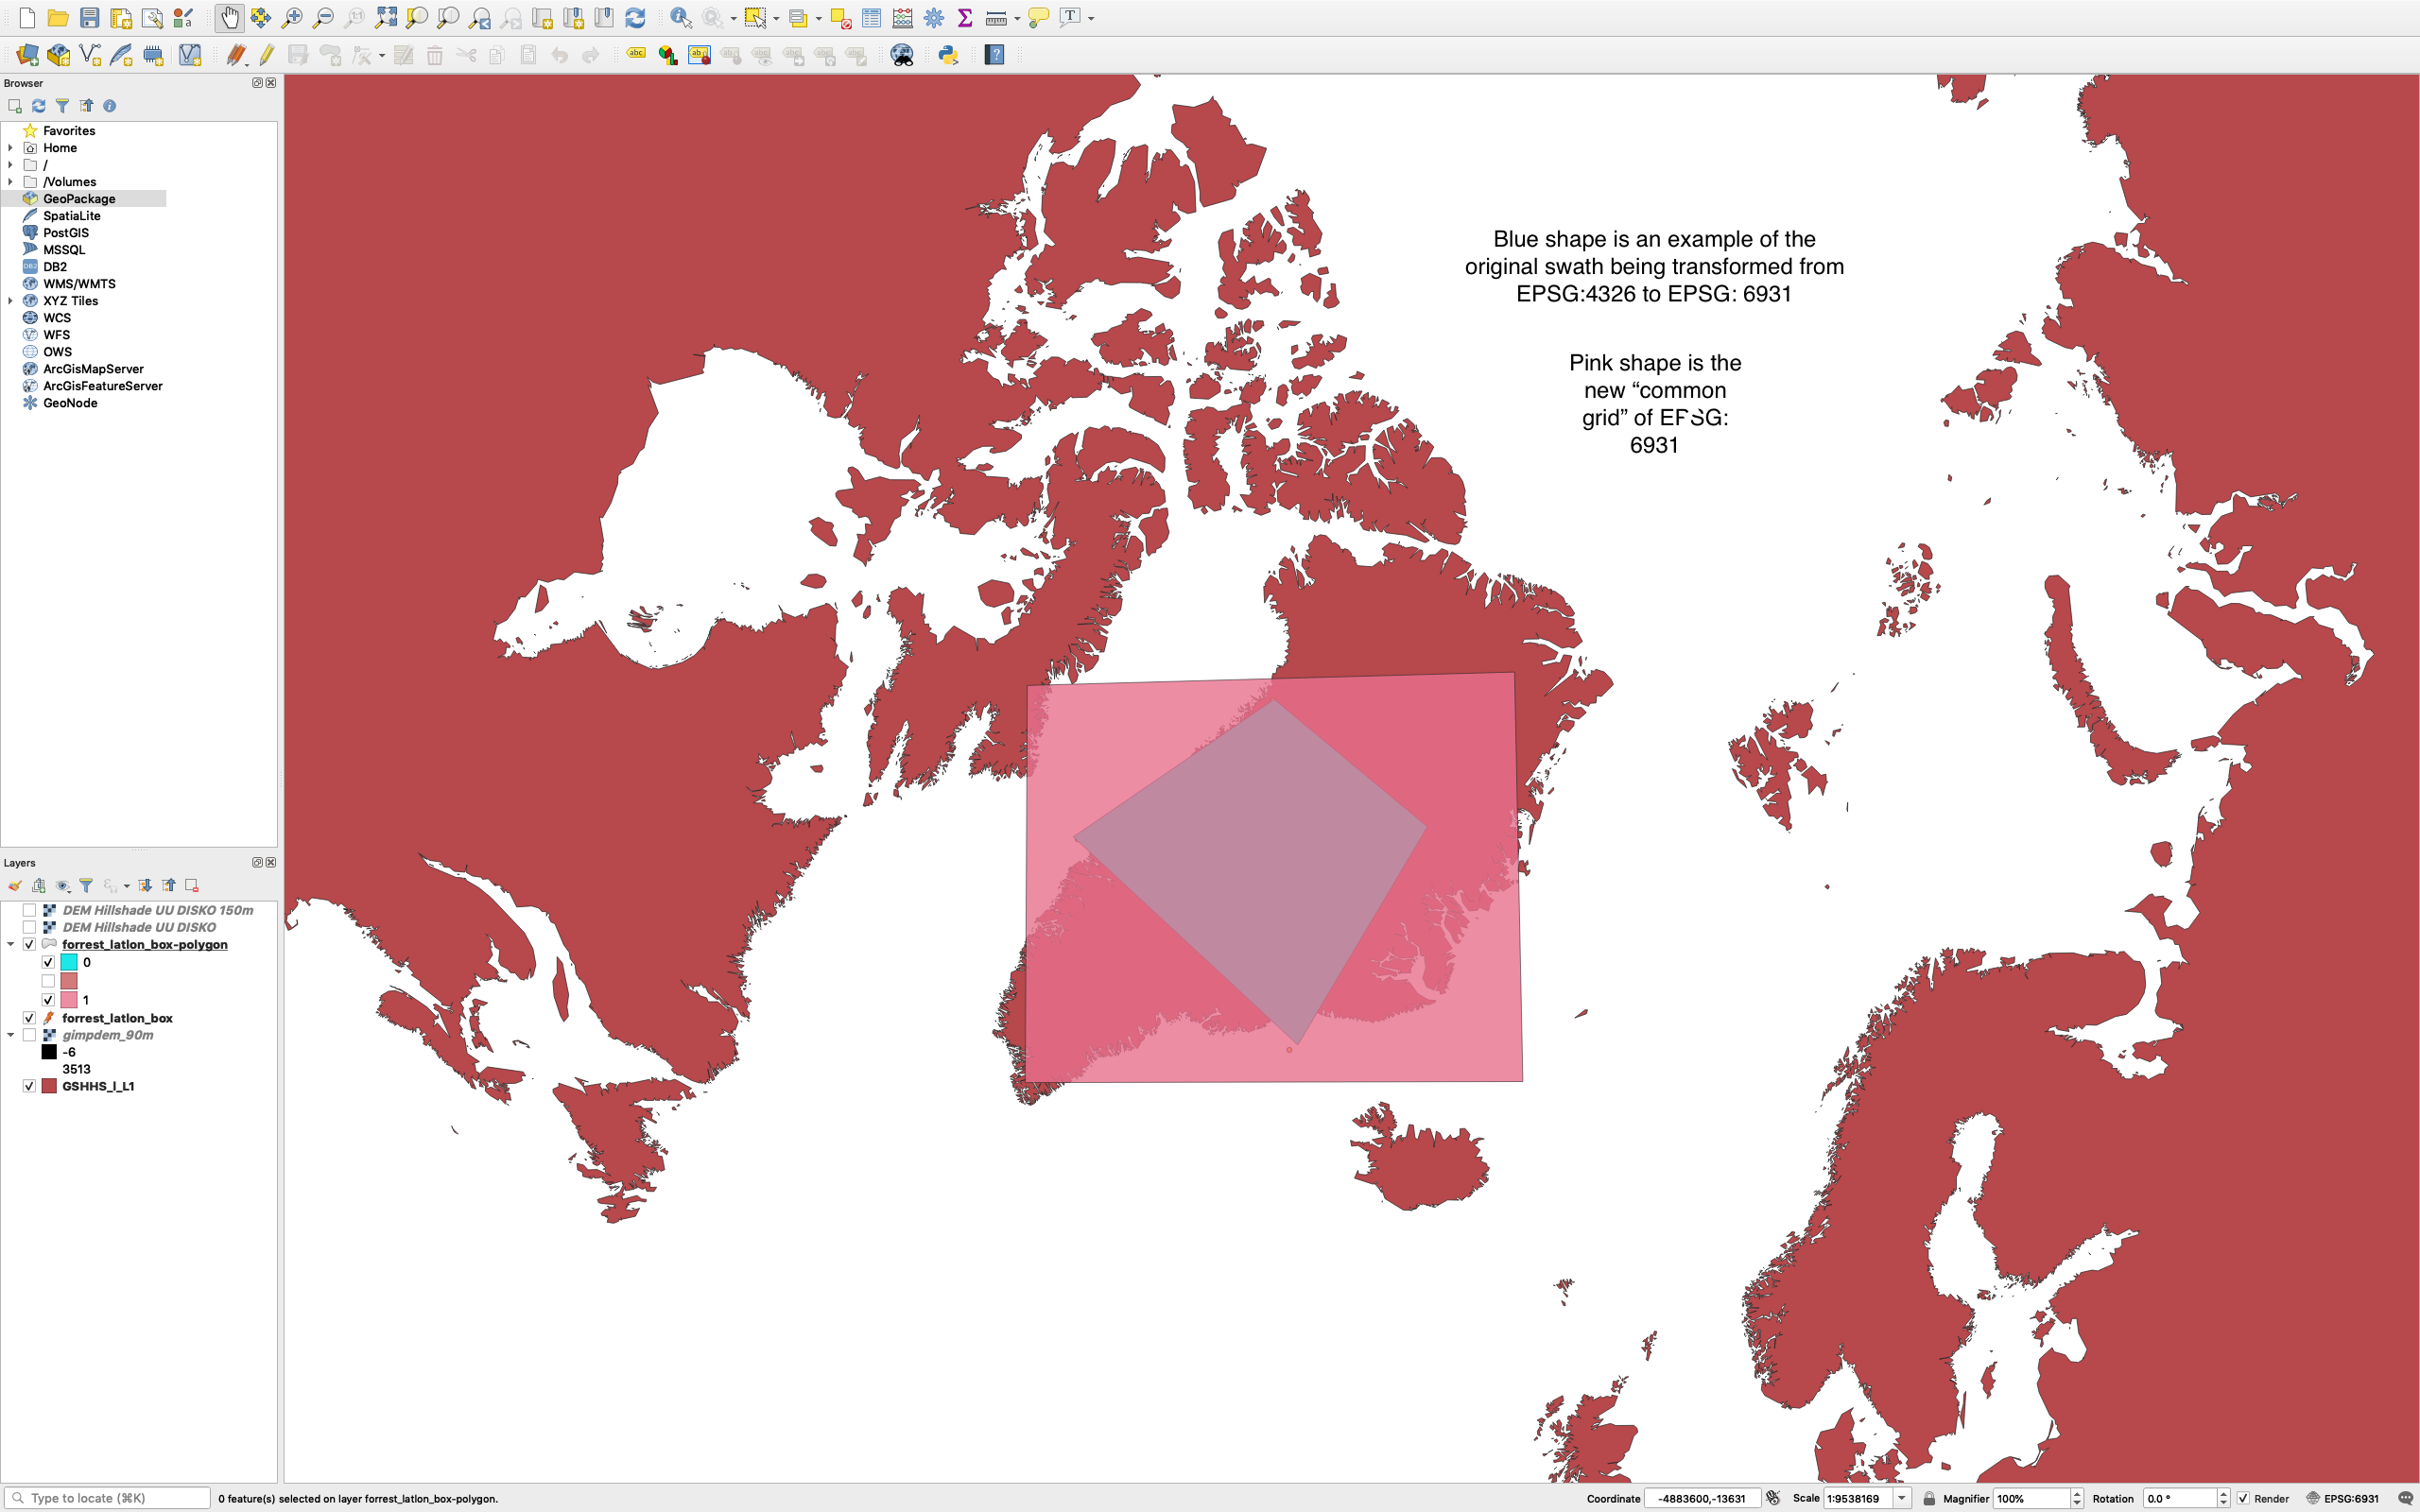 Browser
Favorites
Home
/
/Volumes
GeoPackage
SpatiaLite
PostGIS
MSSQL
DB2
WMS/WMTS
XYZ Tiles
WCS
WFS
OWS
ArcGisMapServer
ArcGisFeatureServer
GeoNode
Layers
DEM Hillshade UU DISKO 150m
DEM Hillshade UU DISKO
forrest_latlon_box-polygon
0
1
forrest_latlon_box
gimpdem_90m
-6
3513
GSHHS_l_L1
Blue shape is an example of the
original swath being transformed from
EPSG:4326 to EPSG: 6931
Pink shape is the
new “common
grid” of EPSG:
6931
Type to locate (⌘K)
0 feature(s) selected on layer forrest_latlon_box-polygon.
Coordinate -4883600,-13631
Scale 1:9538169
Magnifier 100%
Rotation 0.0 °
Render
EPSG:6931